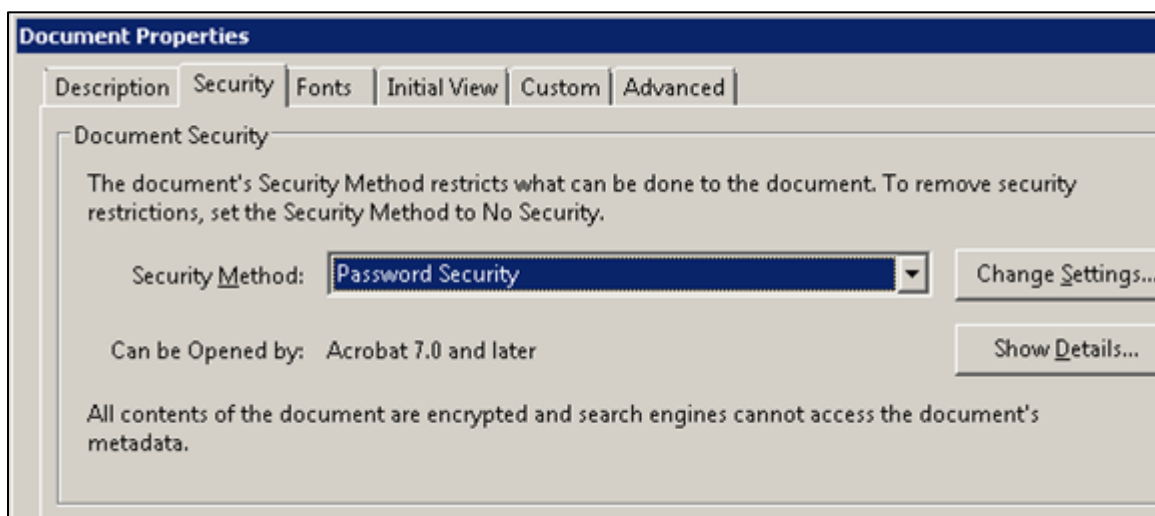 Document Properties
Description Security Fonts Initial View Custom Advanced
Document Security
The document's Security Method restricts what can be done to the document. To remove security
restrictions, set the Security Method to No Security.
Security Method: Password Security Change Settings...
Can be Opened by: Acrobat 7.0 and later Show Details...
All contents of the document are encrypted and search engines cannot access the document's
metadata.